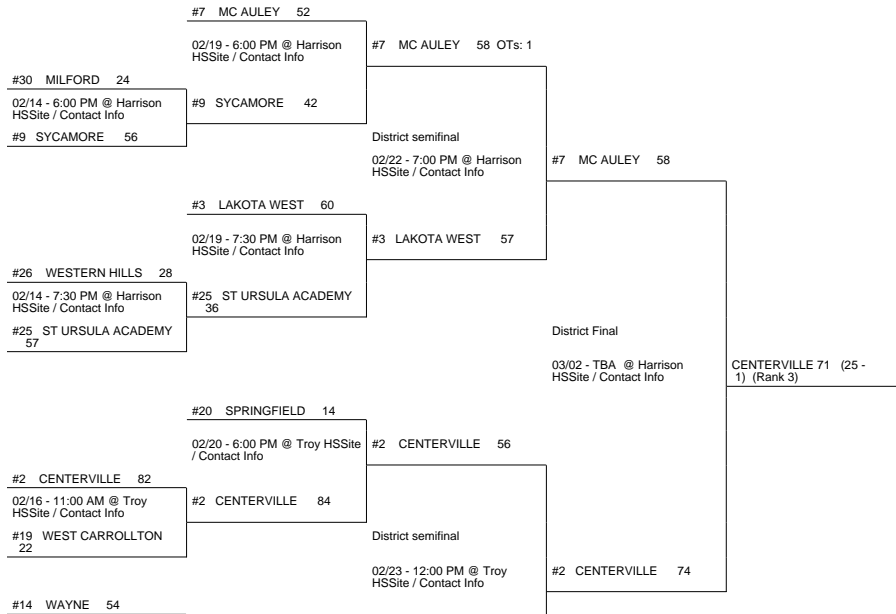 #7 MC AULEY 52
02/19 - 6:00 PM @ Harrison
HSSite / Contact Info
#7 MC AULEY 58 OTs: 1
#30 MILFORD 24
02/14 - 6:00 PM @ Harrison
HSSite / Contact Info
#9 SYCAMORE 42
#9 SYCAMORE 56
District semifinal
02/22 - 7:00 PM @ Harrison
HSSite / Contact Info
#7 MC AULEY 58
#3 LAKOTA WEST 60
02/19 - 7:30 PM @ Harrison
HSSite / Contact Info
#3 LAKOTA WEST 57
#26 WESTERN HILLS 28
02/14 - 7:30 PM @ Harrison
HSSite / Contact Info
#25 ST URSULA ACADEMY
36
#25 ST URSULA ACADEMY
57
District Final
03/02 - TBA @ Harrison
HSSite / Contact Info
CENTERVILLE 71 (25 -
1) (Rank 3)
#20 SPRINGFIELD 14
02/20 - 6:00 PM @ Troy HSSite
/ Contact Info
#2 CENTERVILLE 56
#2 CENTERVILLE 82
02/16 - 11:00 AM @ Troy
HSSite / Contact Info
#2 CENTERVILLE 84
#19 WEST CARROLLTON
22
District semifinal
02/23 - 12:00 PM @ Troy
HSSite / Contact Info
#2 CENTERVILLE 74
#14 WAYNE 54